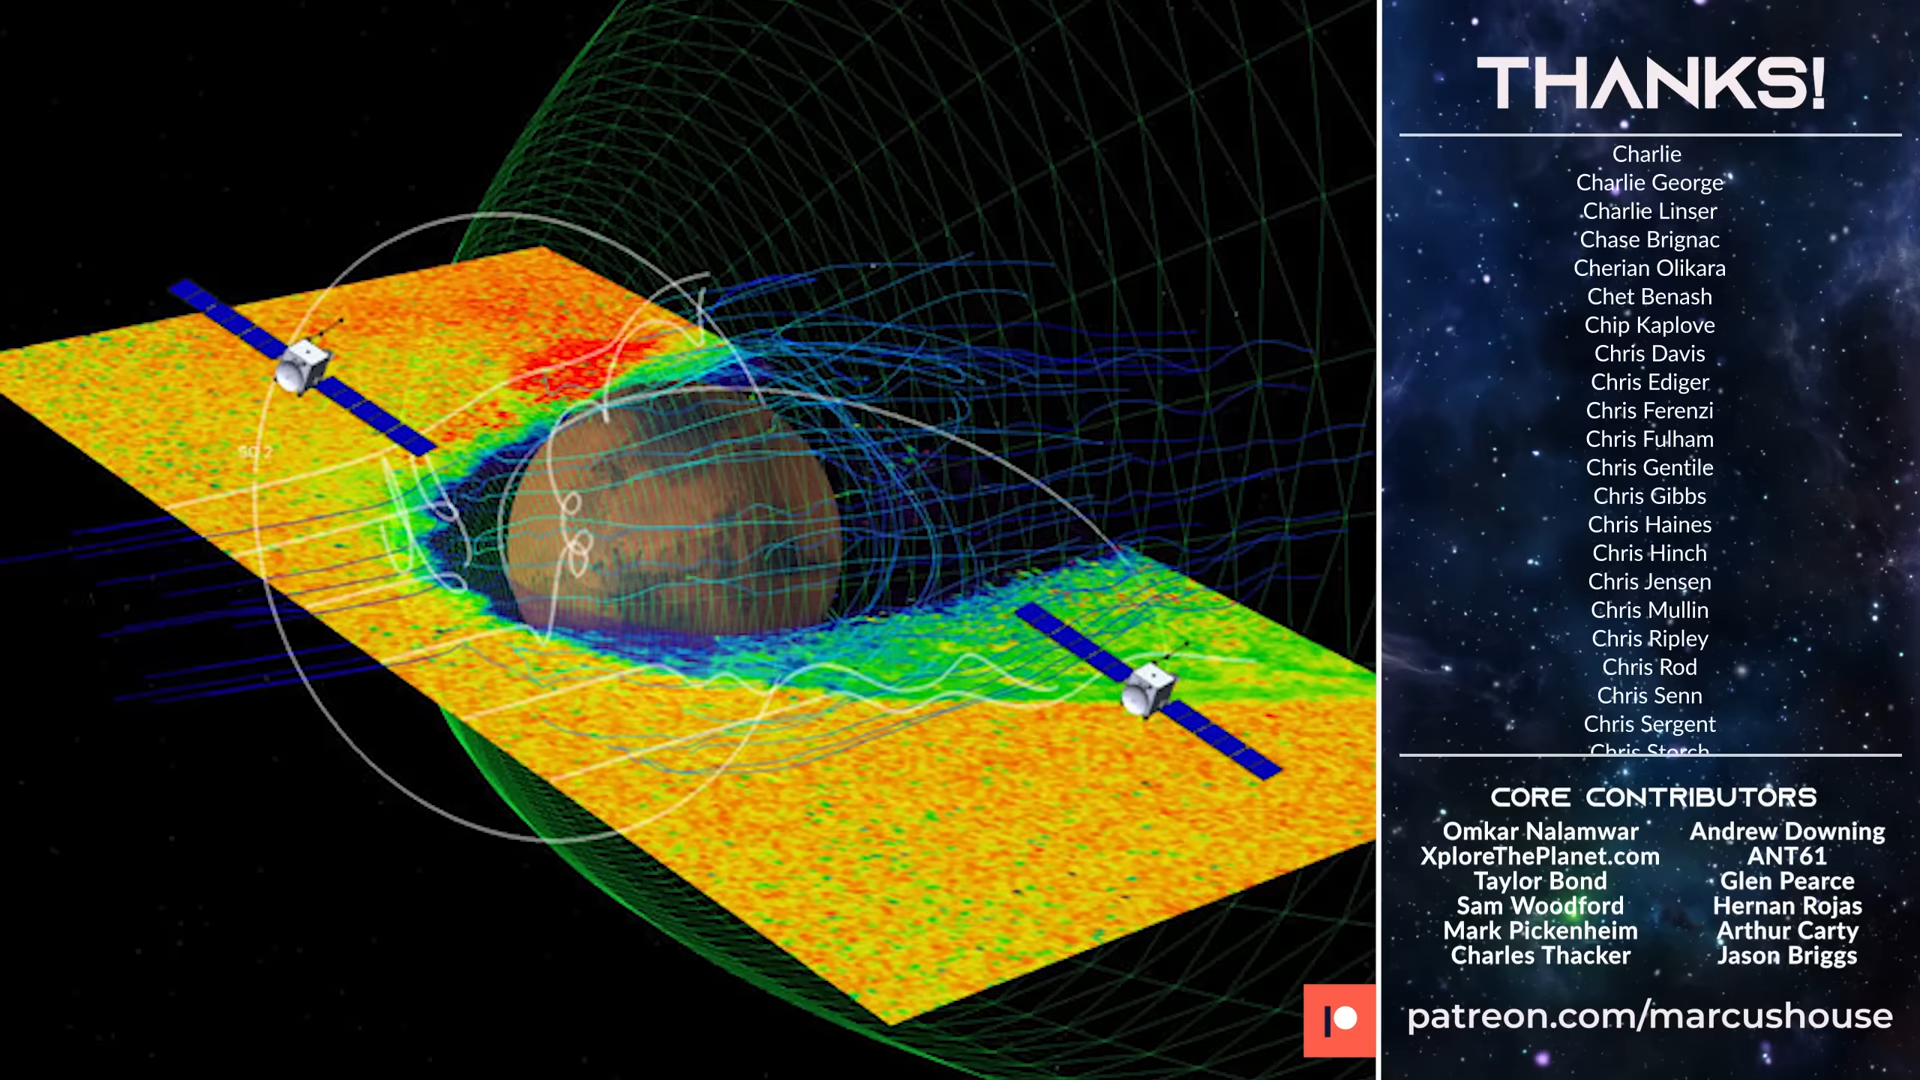 THANKS!
Charlie
Charlie George
Charlie Linser
Chase Brignac
Cherian Olikara
Chet Benash
Chip Kaplove
Chris Davis
Chris Ediger
Chris Ferenzi
Chris Fulham
Chris Gentile
Chris Gibbs
Chris Haines
Chris Hinch
Chris Jensen
Chris Mullin
Chris Ripley
Chris Rod
Chris Senn
Chris Sergent
Chris Storch
CORE CONTRIBUTORS
Omkar Nalamwar
XploreThePlanet.com
Taylor Bond
Sam Woodford
Mark Pickenheim
Charles Thacker
Andrew Downing
ANT61
Glen Pearce
Hernan Rojas
Arthur Carty
Jason Briggs
patreon.com/marcushouse